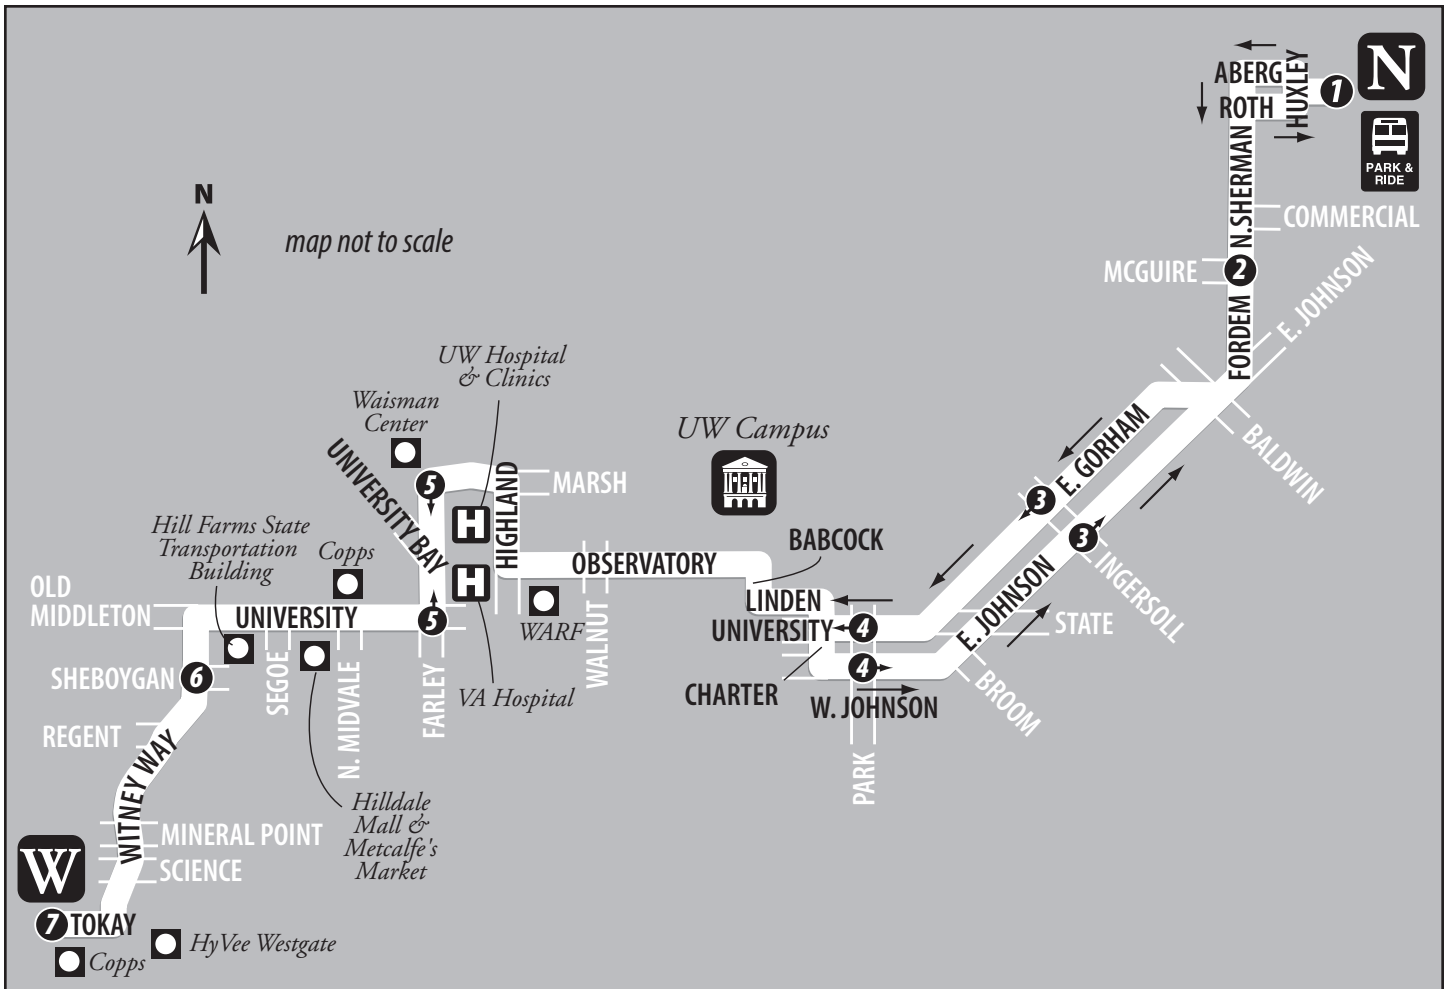 ABERG
HUXLEY
1
N
ROTH
PARK &
RIDE
N.SHERMAN
N
map not to scale
COMMERCIAL
MCGUIRE
2
E. JOHNSON
FORDEM
UW Hospital
& Clinics
Waisman
Center
UW Campus
E. GORHAM
BALDWIN
UNIVERSITY BAY
5
HIGHLAND
MARSH
3
H
Hill Farms State
Transportation
Building
Copps
BABCOCK
3
INGERSOLL
OBSERVATORY
H
OLD
MIDDLETON
UNIVERSITY
5
WARF
WALNUT
LINDEN
UNIVERSITY
4
E. JOHNSON
STATE
SHEBOYGAN
6
SEGOE
N. MIDVALE
FARLEY
VA Hospital
CHARTER
4
W. JOHNSON
BROOM
REGENT
WITNEY WAY
PARK
Hilldale
Mall &
Metcalfe's
Market
MINERAL POINT
W
SCIENCE
7
TOKAY
HyVee Westgate
Copps